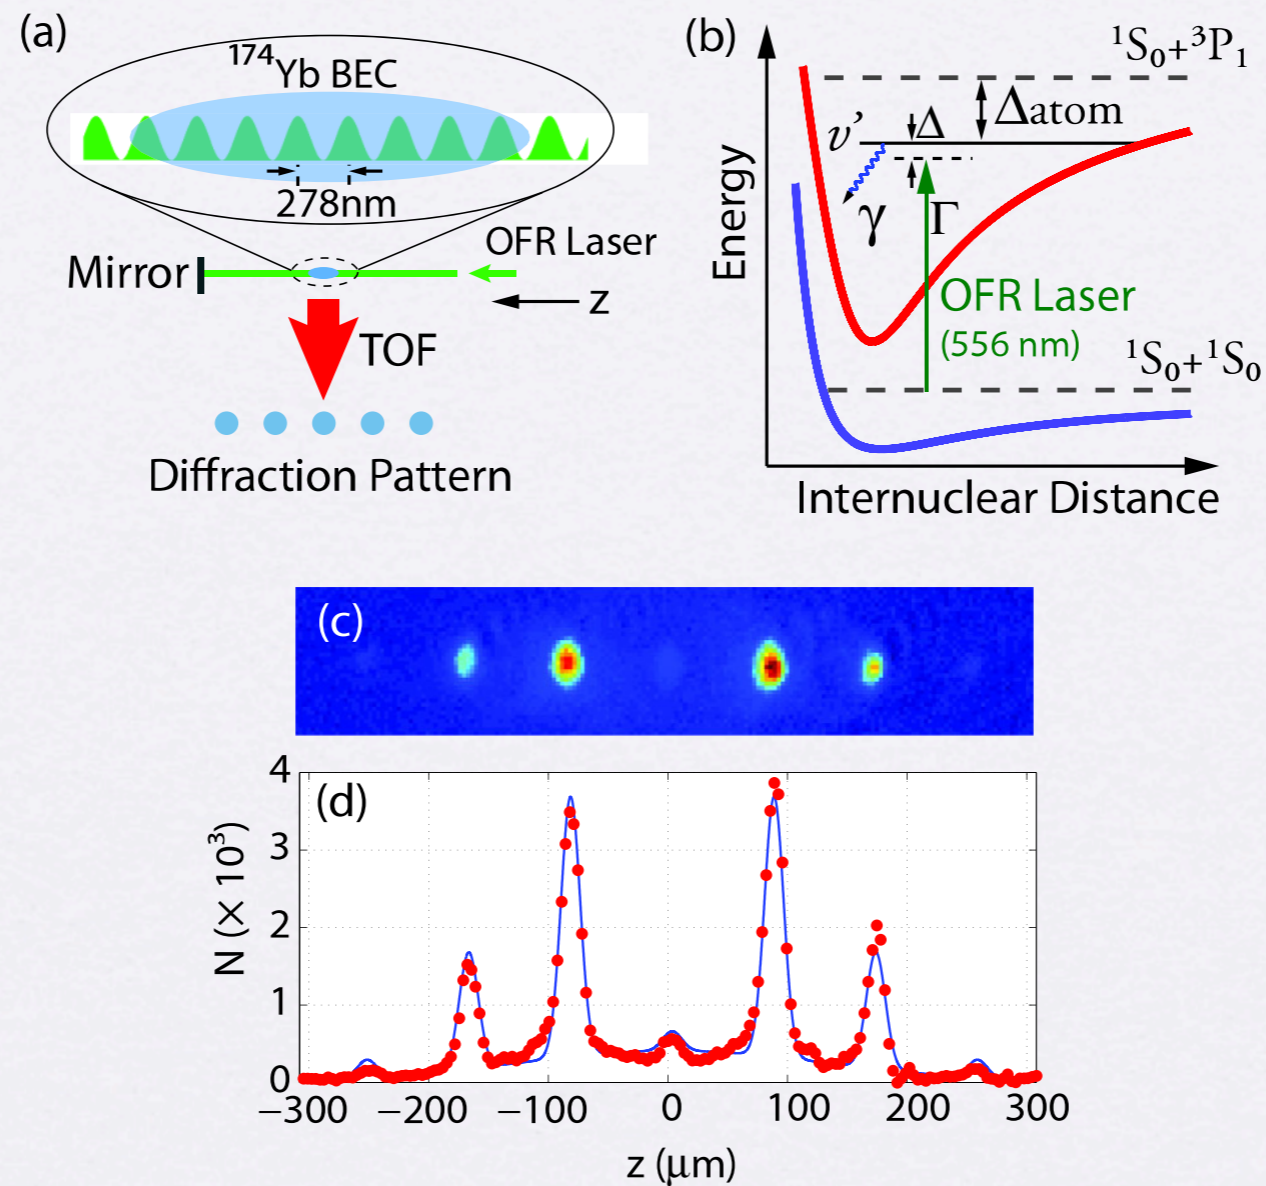 (a)
¹⁷⁴Yb BEC
278nm
OFR Laser
Mirror
z
TOF
Diffraction Pattern
(b)
¹S₀+³P₁
Δatom
v’
Δ
γ
Γ
OFR Laser
(556 nm)
¹S₀+¹S₀
Energy
Internuclear Distance
(c)
(d)
N (× 10³)
4
3
2
1
0
−300 −200 −100 0 100 200 300
z (μm)